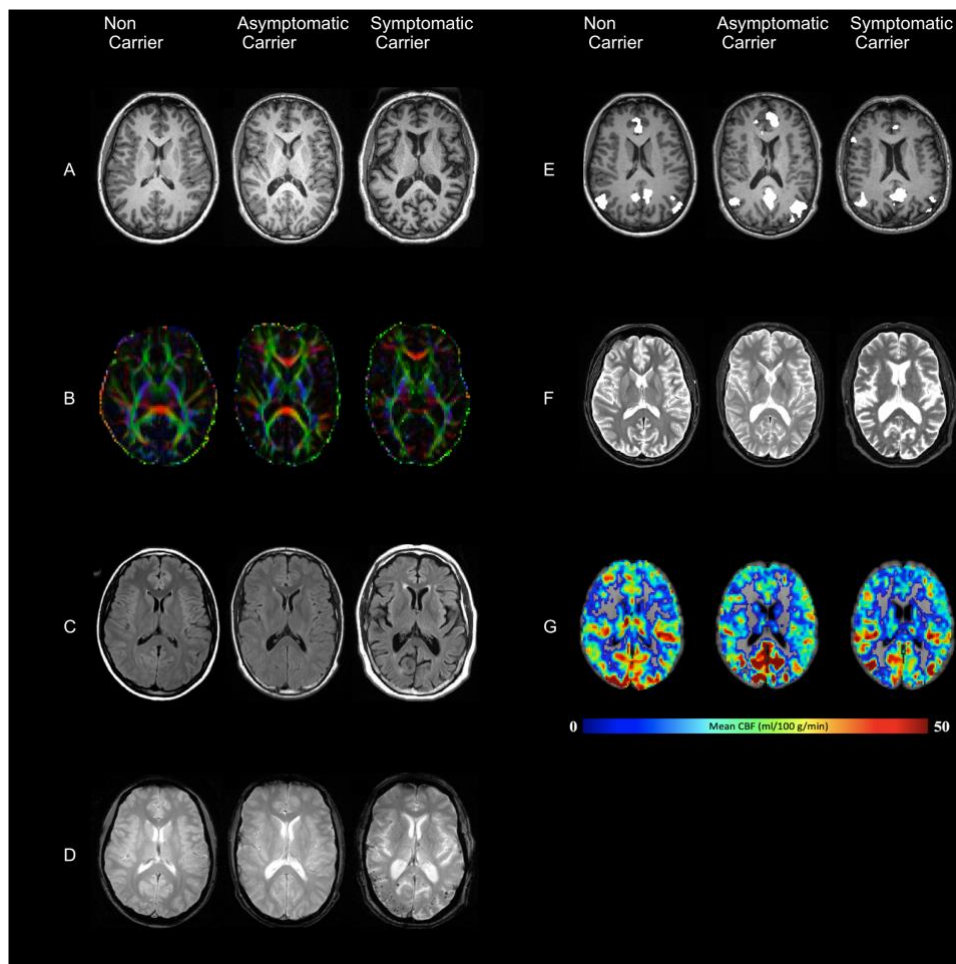 Non Carrier
Asymptomatic Carrier
Symptomatic Carrier
Non Carrier
Asymptomatic Carrier
Symptomatic Carrier
A
E
B
F
C
G
0
Mean CBF (ml/100 g/min)
50
D